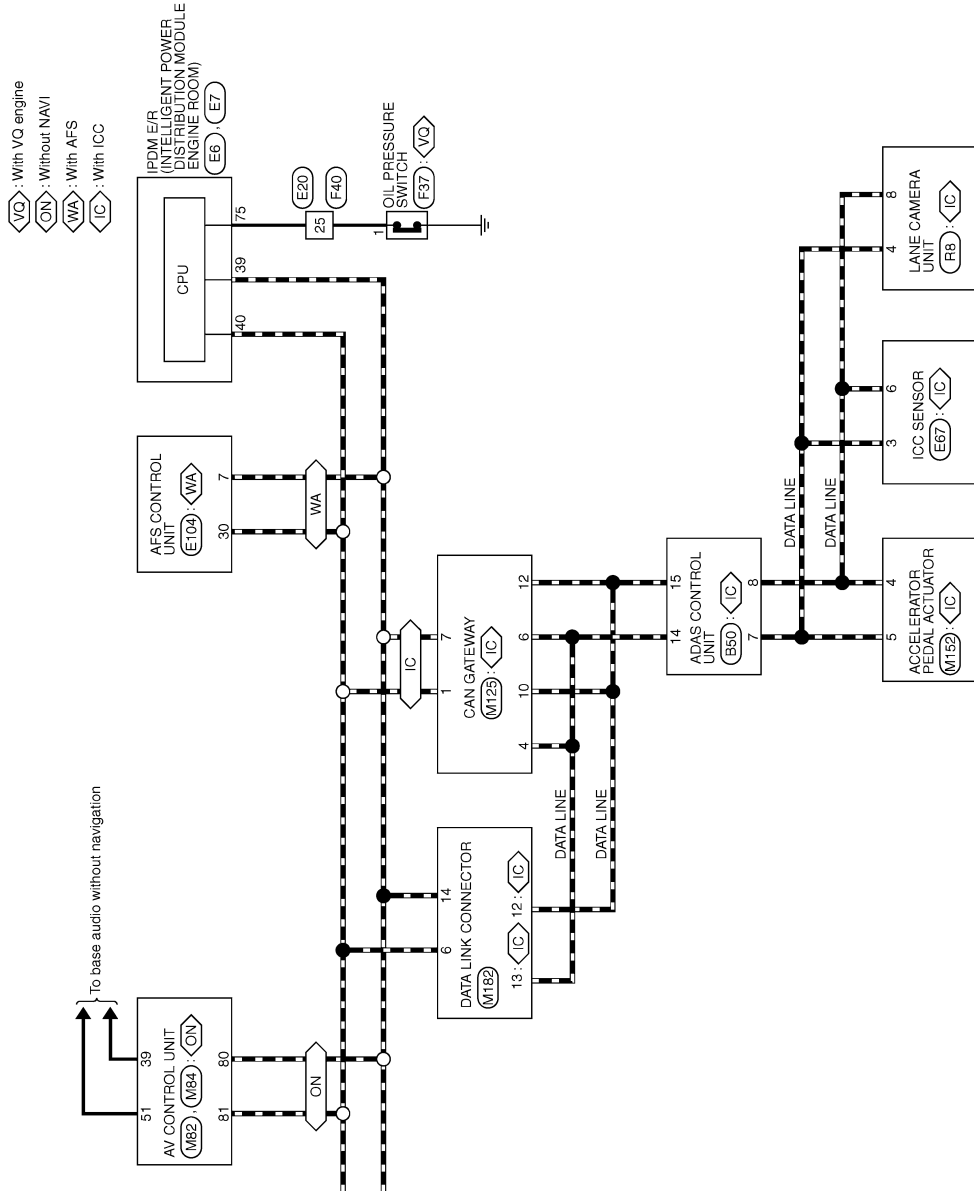 VQ : With VQ engine
ON : Without NAVI
WA : With AFS
IC : With ICC
To base audio without navigation
51
39
AV CONTROL UNIT
M82 , M84 : ON
81
80
ON
6
14
DATA LINK CONNECTOR
M182
13 : IC
12 : IC
DATA LINE
DATA LINE
AFS CONTROL
UNIT
E104 : WA
30
7
WA
IC
1
7
CAN GATEWAY
M125 : IC
4
10
6
12
IPDM E/R
(INTELLIGENT POWER
DISTRIBUTION MODULE
ENGINE ROOM)
E6 , E7
CPU
40
39
75
25
E20
F40
1
OIL PRESSURE
SWITCH
F37 : VQ
14
15
ADAS CONTROL
UNIT
B50 : IC
7
8
DATA LINE
DATA LINE
5
4
ACCELERATOR
PEDAL ACTUATOR
M152 : IC
3
6
ICC SENSOR
E67 : IC
4
8
LANE CAMERA
UNIT
R8 : IC